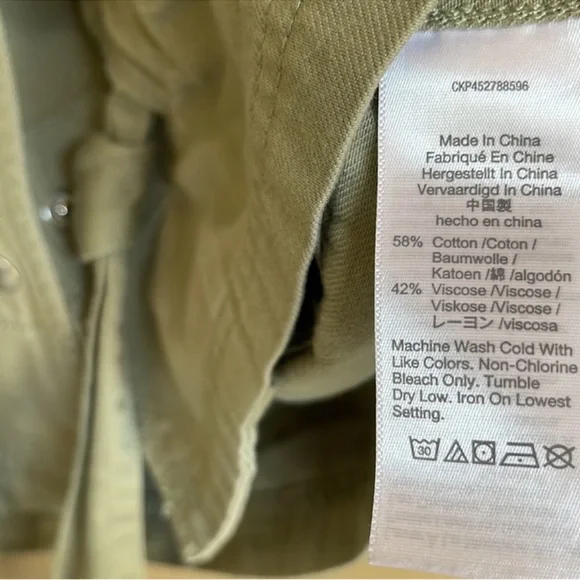 CKP452788596
Made In China
Fabriqué En Chine
Hergestellt In China
Vervaardigd In China
中国製
hecho en china
58% Cotton /Coton /
Baumwolle /
Katoen /綿 /algodón
42% Viscose /Viscose /
Viskose /Viscose /
レーヨン /viscosa
Machine Wash Cold With
Like Colors. Non-Chlorine
Bleach Only. Tumble
Dry Low. Iron On Lowest
Setting.
30